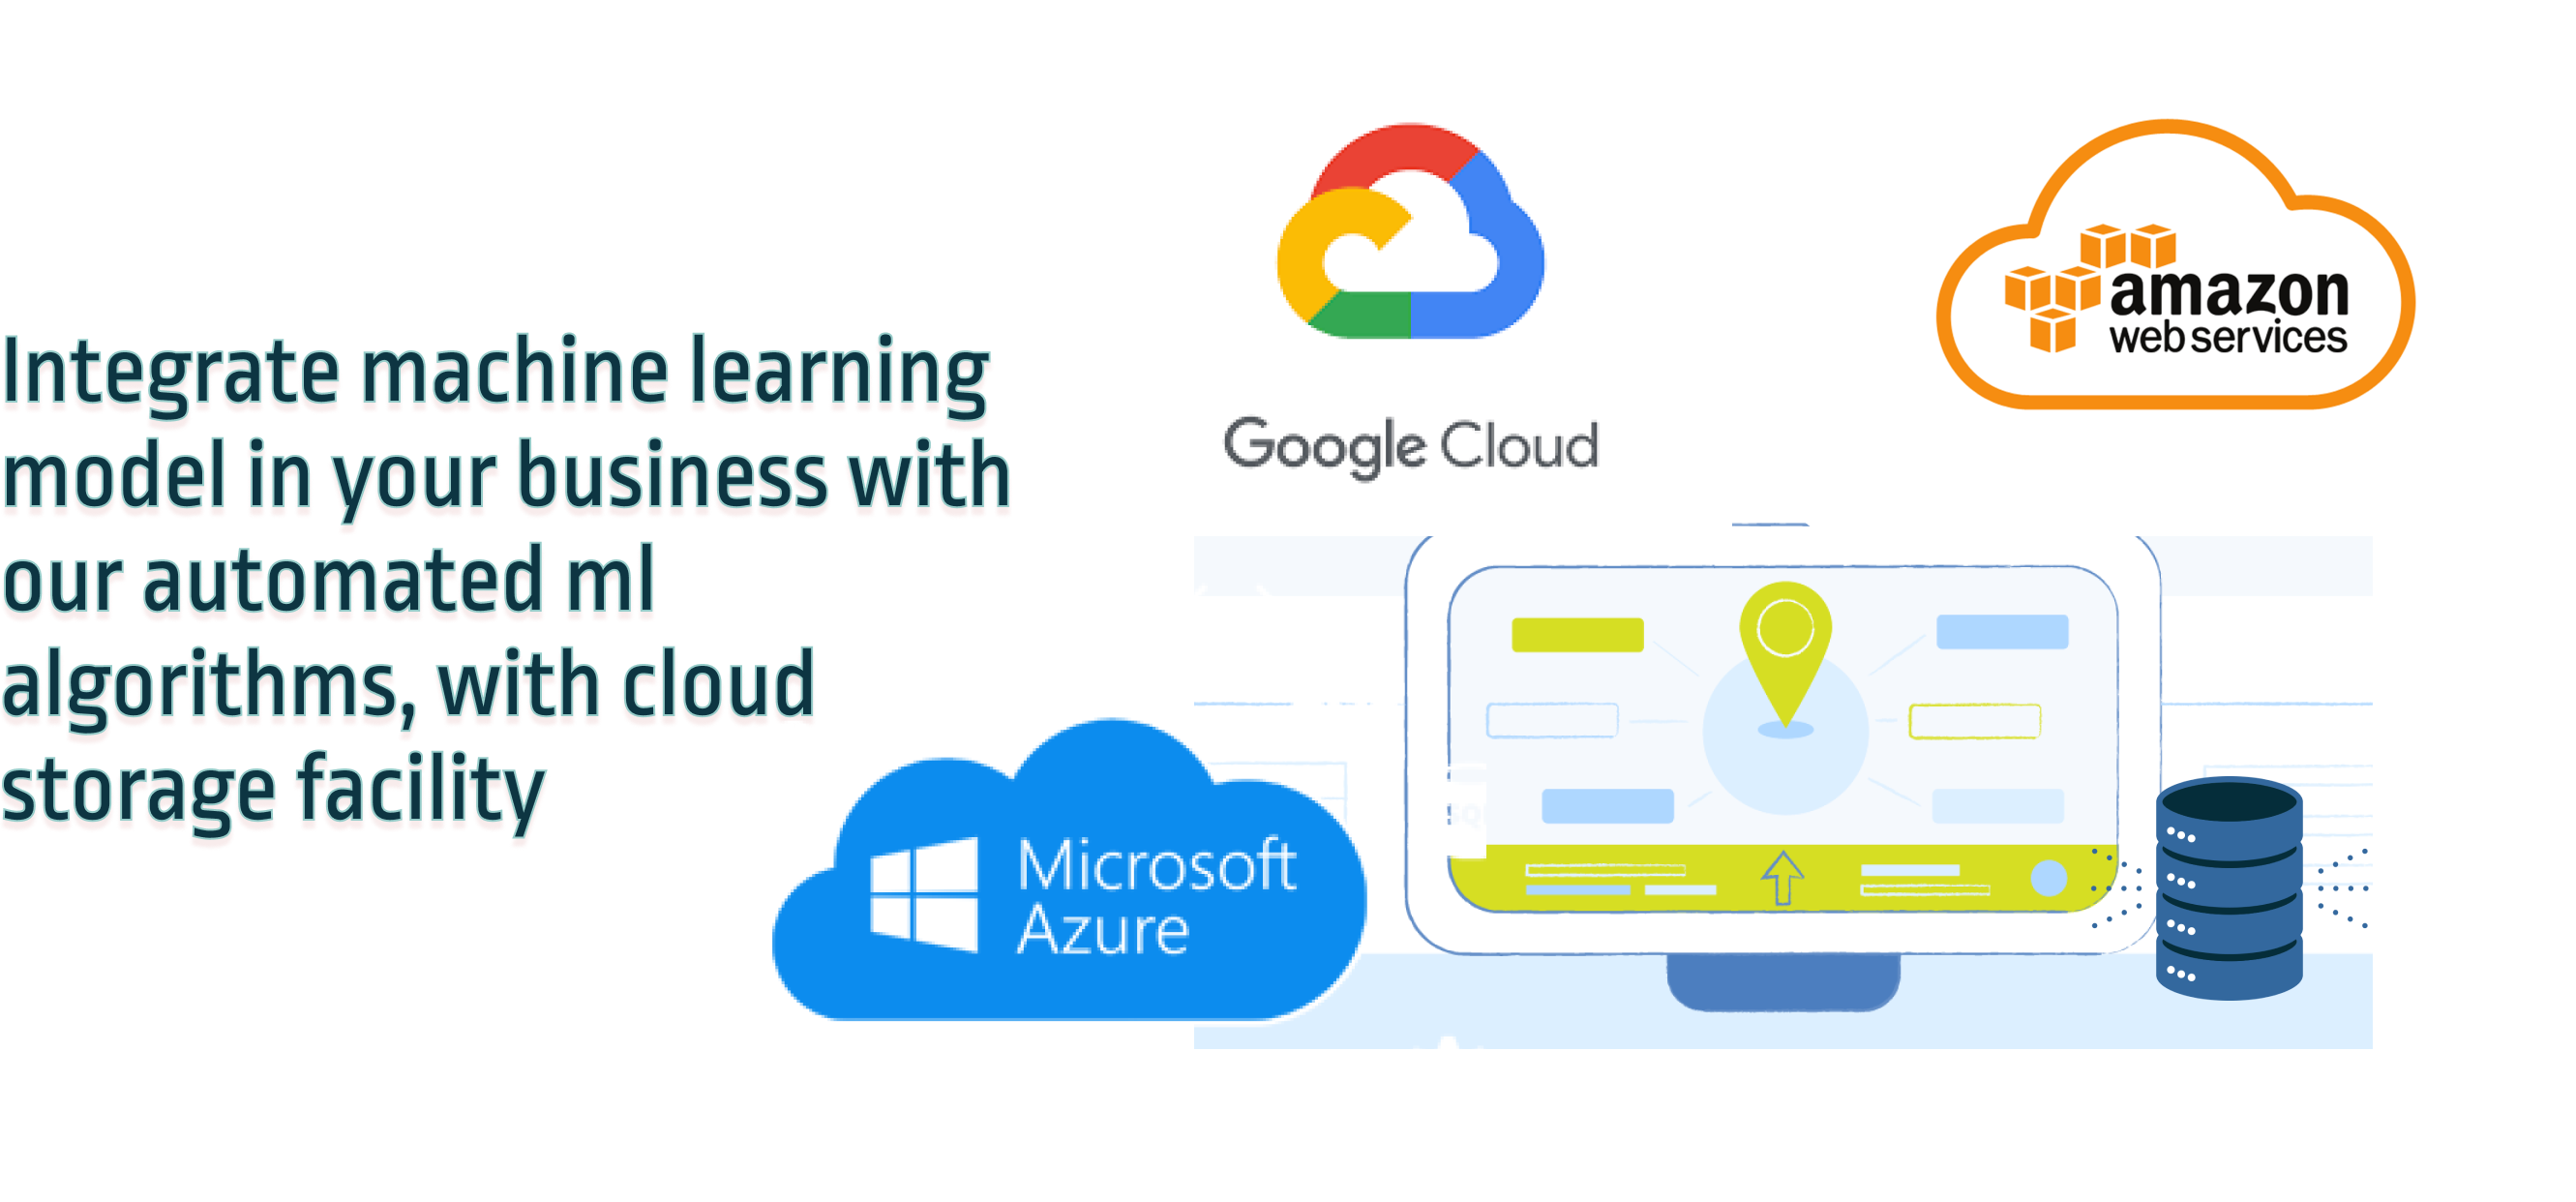 Integrate machine learning
model in your business with
our automated ml
algorithms, with cloud
storage facility
Google Cloud
amazon
web services
Microsoft
Azure